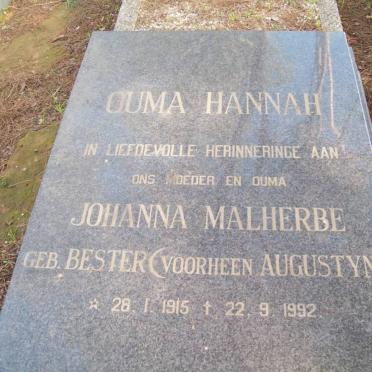 OUMA HANNAH
IN LIEFDEVOLLE HERINNERINGE AAN
ONS MOEDER EN OUMA
JOHANNA MALHERBE
GEB. BESTER (VOORHEEN AUGUSTYN
☆ 28. 1. 1915 † 22. 9. 1992